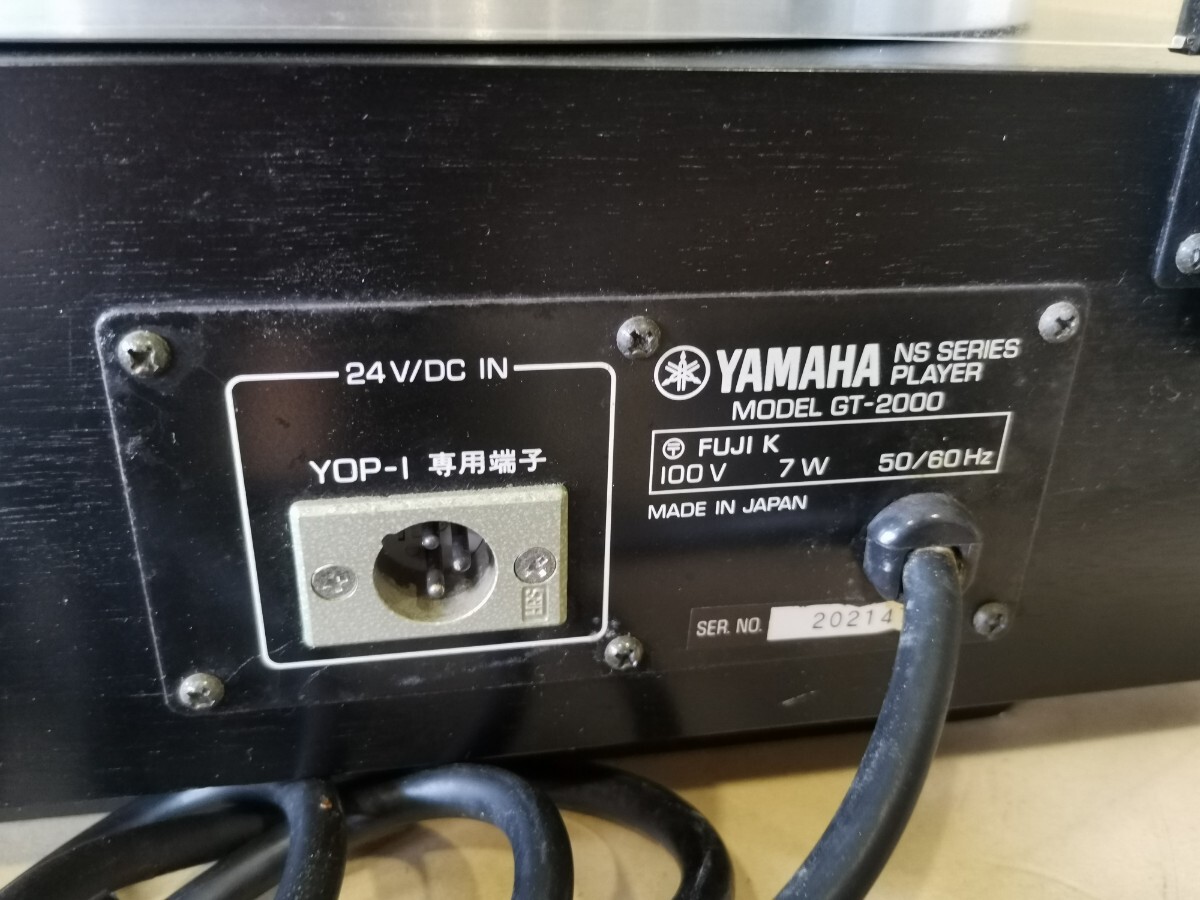 24V/DC IN
YOP-1 専用端子
HRS
YAMAHA NS SERIES PLAYER
MODEL GT-2000
〒 FUJI K
100V 7W 50/60Hz
MADE IN JAPAN
SER. NO. 20214